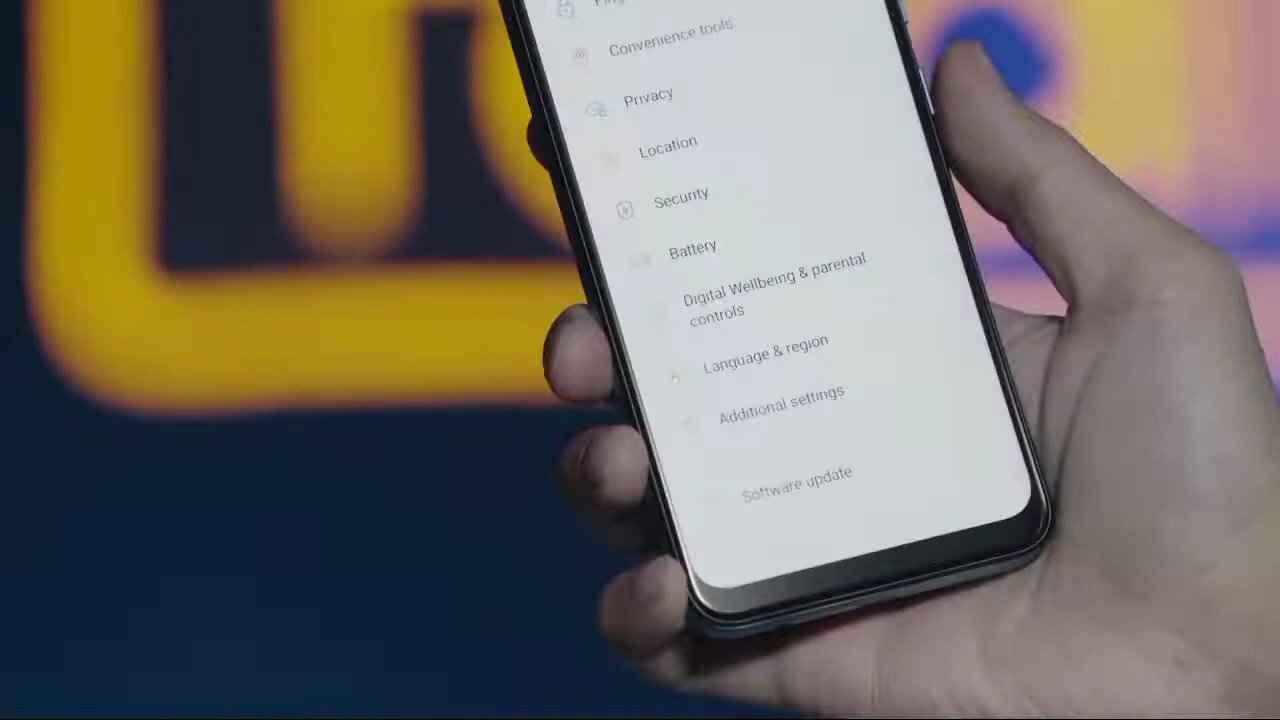 Convenience tools
Privacy
Location
Security
Battery
Digital Wellbeing & parental
controls
Language & region
Additional settings
Software update